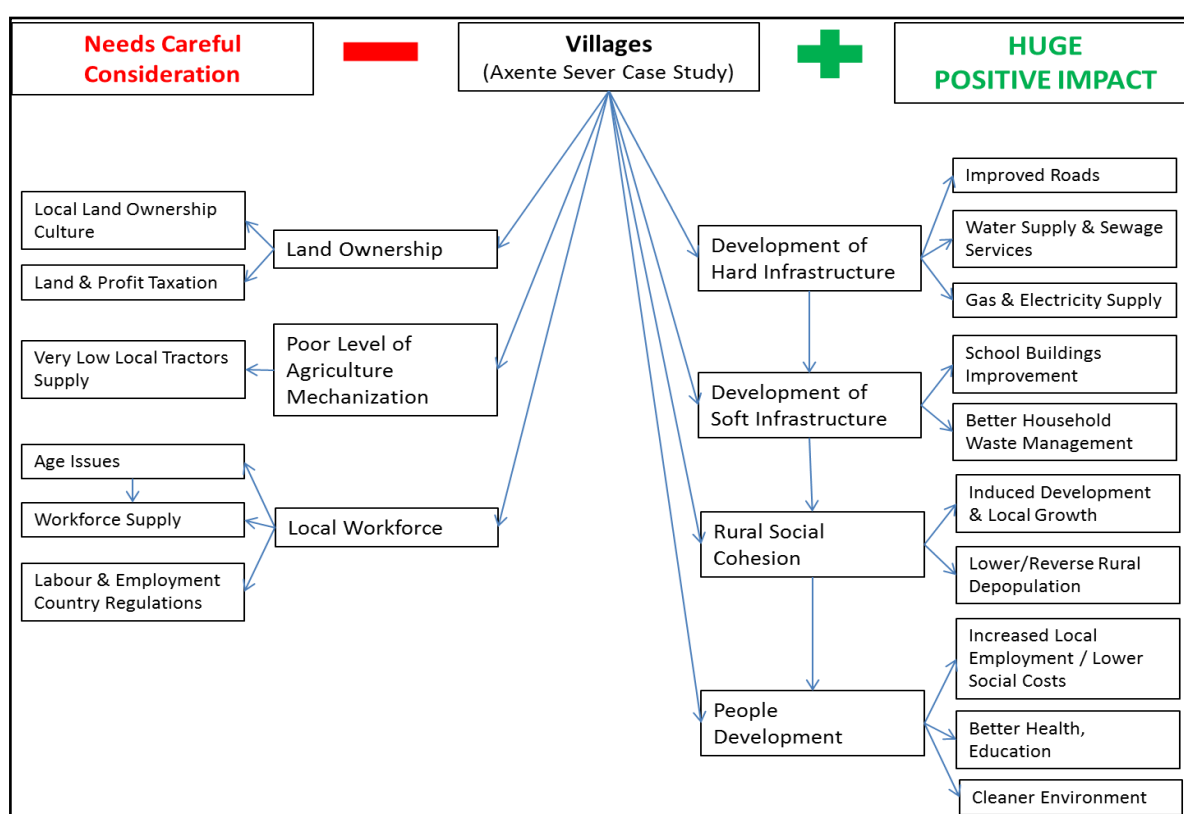 Needs Careful
Consideration
Villages
(Axente Sever Case Study)
HUGE
POSITIVE IMPACT
Local Land Ownership
Culture
Land & Profit Taxation
Land Ownership
Very Low Local Tractors
Supply
Poor Level of
Agriculture
Mechanization
Age Issues
Workforce Supply
Labour & Employment
Country Regulations
Local Workforce
Development of
Hard Infrastructure
Improved Roads
Water Supply & Sewage
Services
Gas & Electricity Supply
Development of
Soft Infrastructure
School Buildings
Improvement
Better Household
Waste Management
Rural Social
Cohesion
Induced Development
& Local Growth
Lower/Reverse Rural
Depopulation
People
Development
Increased Local
Employment / Lower
Social Costs
Better Health,
Education
Cleaner Environment